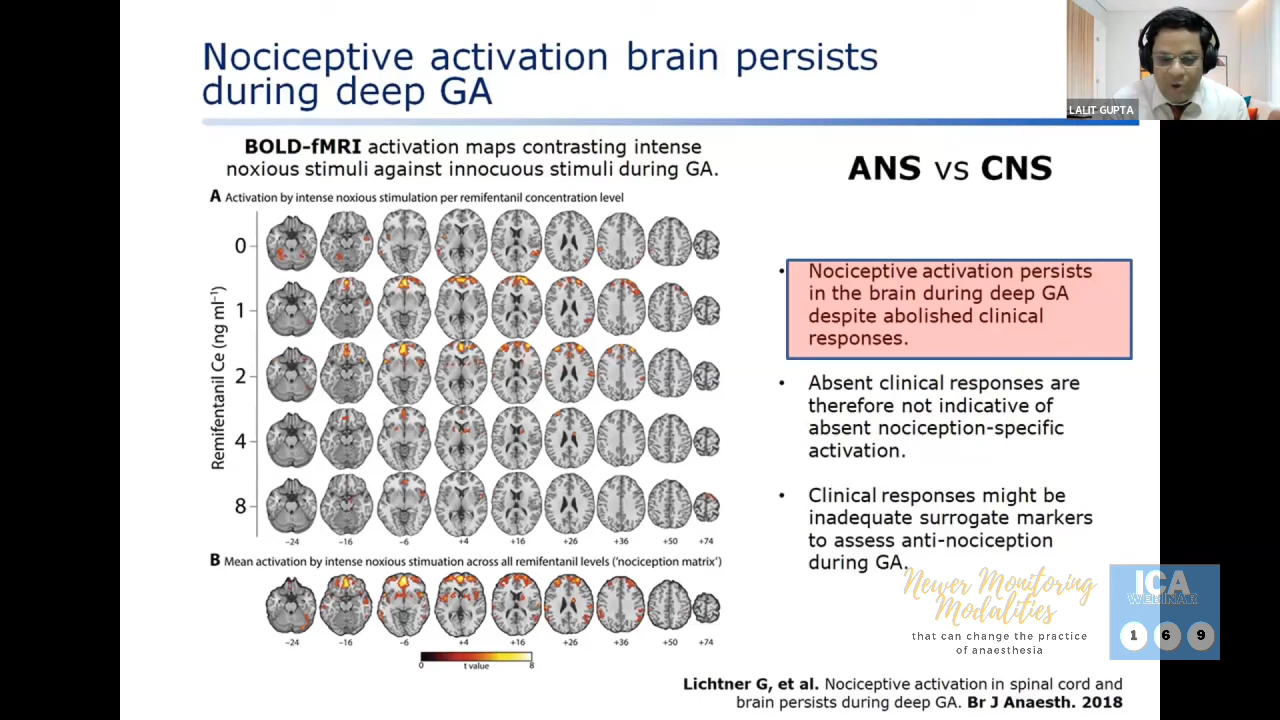 Nociceptive activation brain persists
during deep GA
LALIT GUPTA
BOLD-fMRI activation maps contrasting intense
noxious stimuli against innocuous stimuli during GA.
A Activation by intense noxious stimulation per remifentanil concentration level
Remifentanil Ce (ng ml⁻¹)
0
1
2
4
8
−24 −16 −6 +4 +16 +26 +36 +50 +74
B Mean activation by intense noxious stimuation across all remifentanil levels ('nociception matrix')
−24 −16 −6 +4 +16 +26 +36 +50 +74
0 8
t value
ANS vs CNS
• Nociceptive activation persists
in the brain during deep GA
despite abolished clinical
responses.
• Absent clinical responses are
therefore not indicative of
absent nociception-specific
activation.
• Clinical responses might be
inadequate surrogate markers
to assess anti-nociception
during GA.
Newer Monitoring
Modalities
that can change the practice
of anaesthesia
ICA
WEBINAR
1 6 9
Lichtner G, et al. Nociceptive activation in spinal cord and
brain persists during deep GA. Br J Anaesth. 2018